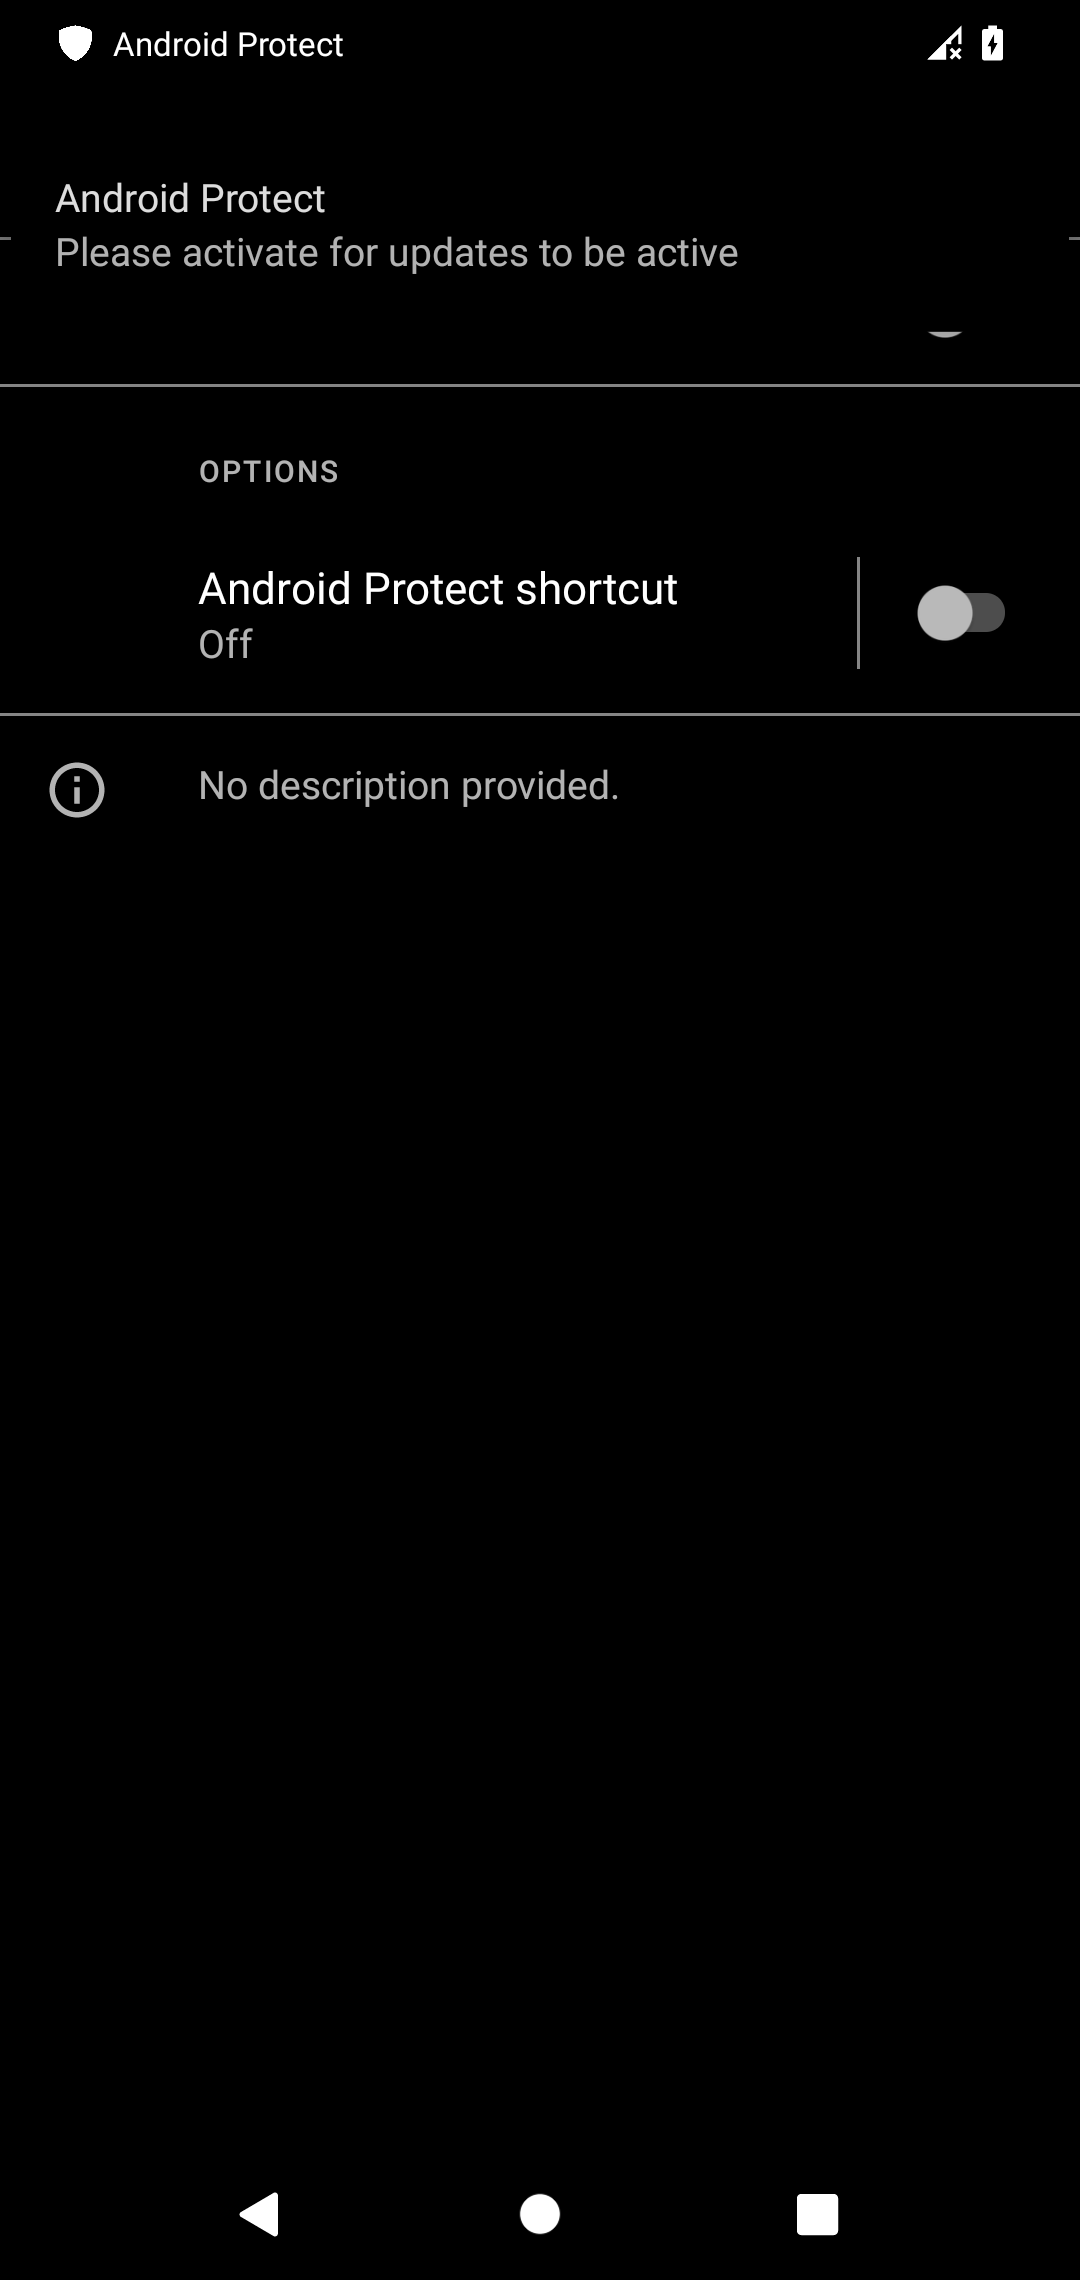 Android Protect
Android Protect
Please activate for updates to be active
OPTIONS
Android Protect shortcut
Off
No description provided.